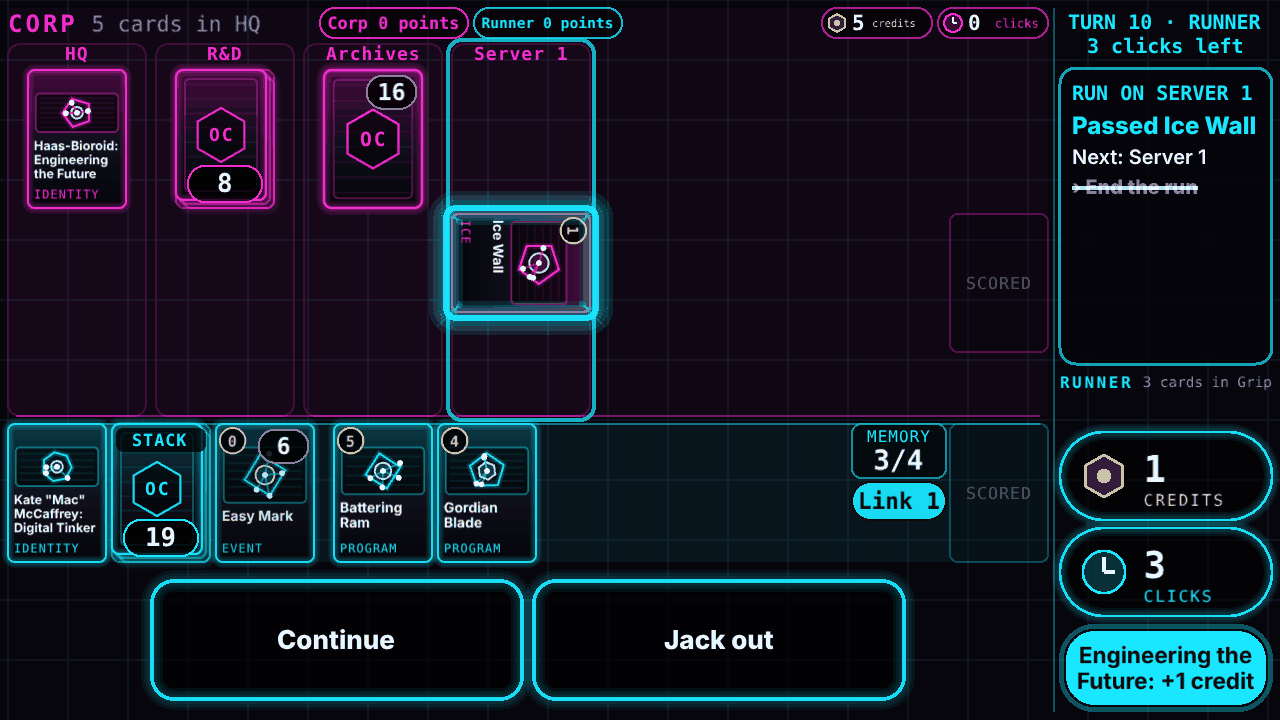 CORP 5 cards in HQ
Corp 0 points
Runner 0 points
5 credits
0 clicks
TURN 10 · RUNNER
3 clicks left
HQ
R&D
Archives
Server 1
Haas-Bioroid:
Engineering
the Future
IDENTITY
OC
8
16
OC
ICE
Ice Wall
1
SCORED
RUN ON SERVER 1
Passed Ice Wall
Next: Server 1
End the run
RUNNER 3 cards in Grip
Kate "Mac"
McCaffrey:
Digital Tinker
IDENTITY
STACK
OC
19
0
6
Easy Mark
EVENT
5
Battering
Ram
PROGRAM
4
Gordian
Blade
PROGRAM
MEMORY
3/4
Link 1
SCORED
1
CREDITS
3
CLICKS
Continue
Jack out
Engineering the
Future: +1 credit